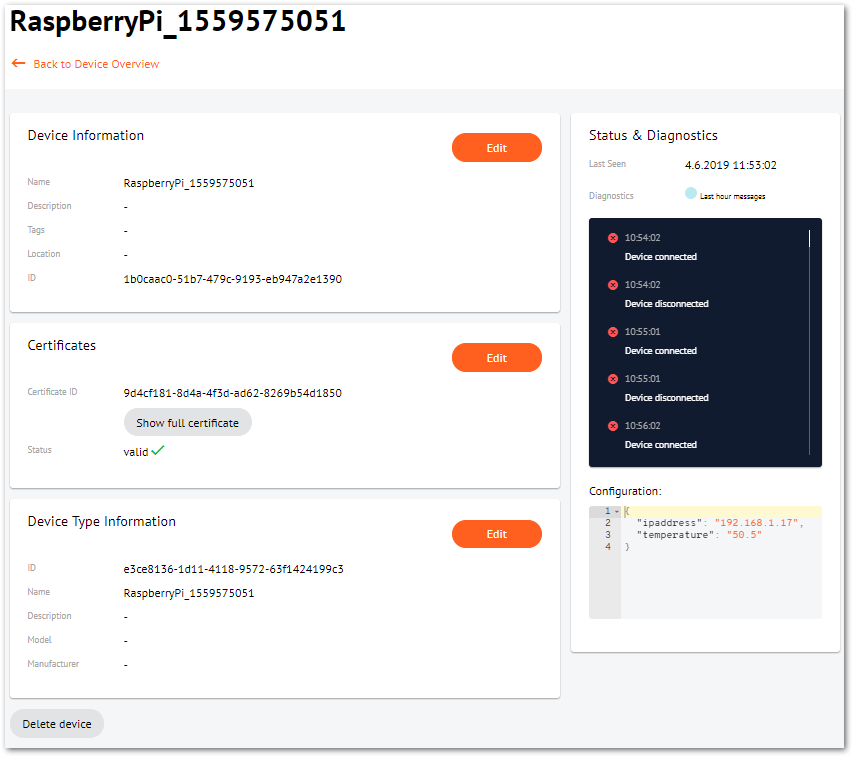 RaspberryPi_1559575051
← Back to Device Overview
Device Information
Edit
Name RaspberryPi_1559575051
Description -
Tags -
Location -
ID 1b0caac0-51b7-479c-9193-eb947a2e1390
Certificates
Edit
Certificate ID 9d4cf181-8d4a-4f3d-ad62-8269b54d1850
Show full certificate
Status valid
Device Type Information
Edit
ID e3ce8136-1d11-4118-9572-63f1424199c3
Name RaspberryPi_1559575051
Description -
Model -
Manufacturer -
Delete device
Status & Diagnostics
Last Seen 4.6.2019 11:53:02
Diagnostics Last hour messages
10:54:02
Device connected
10:54:02
Device disconnected
10:55:01
Device connected
10:55:01
Device disconnected
10:56:02
Device connected
Configuration:
1 {
2 "ipaddress": "192.168.1.17",
3 "temperature": "50.5"
4 }